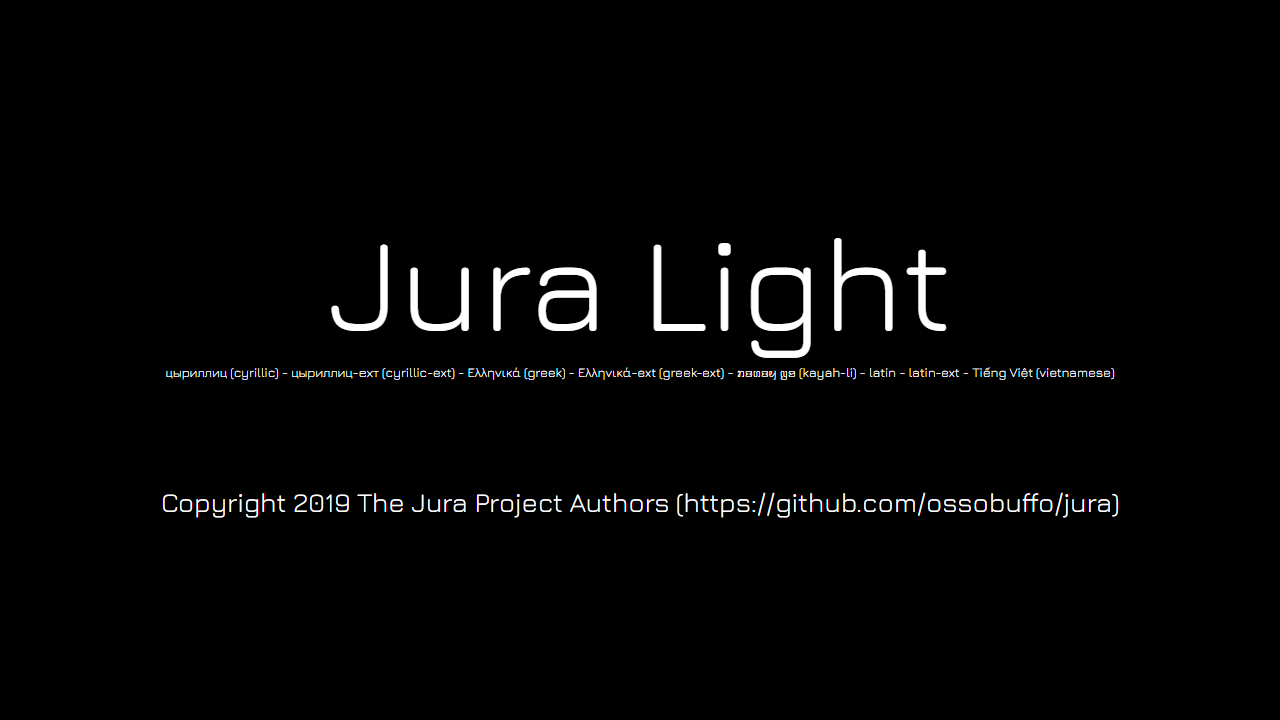 Jura Light
цыриллиц (cyrillic) - цыриллиц-ехт (cyrillic-ext) - Ελληνικά (greek) - Ελληνικά-ext (greek-ext) - (kayah-li) - latin - latin-ext - Tiếng Việt (vietnamese)
Copyright 2019 The Jura Project Authors (https://github.com/ossobuffo/jura)